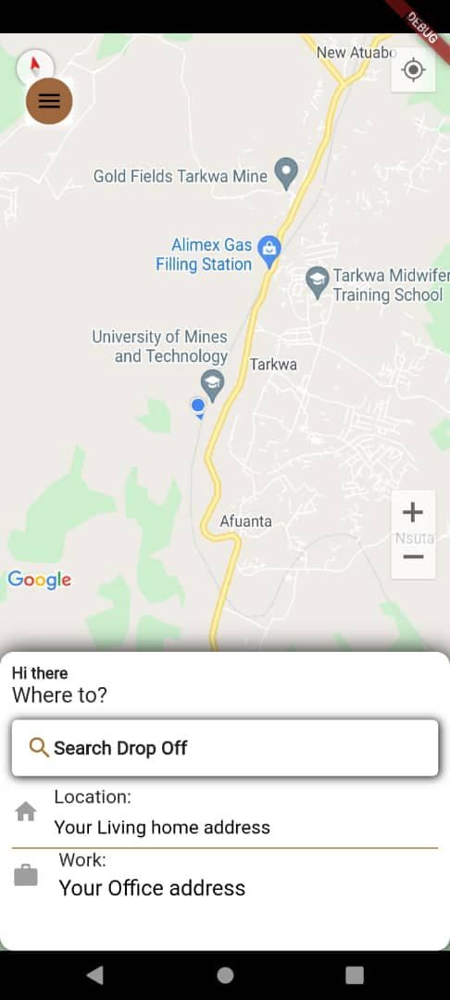 DEBUG
New Atuabo
Gold Fields Tarkwa Mine
Alimex Gas
Filling Station
Tarkwa Midwifer
Training School
University of Mines
and Technology
Tarkwa
Afuanta
Nsuta
Google
Hi there
Where to?
Search Drop Off
Location:
Your Living home address
Work:
Your Office address